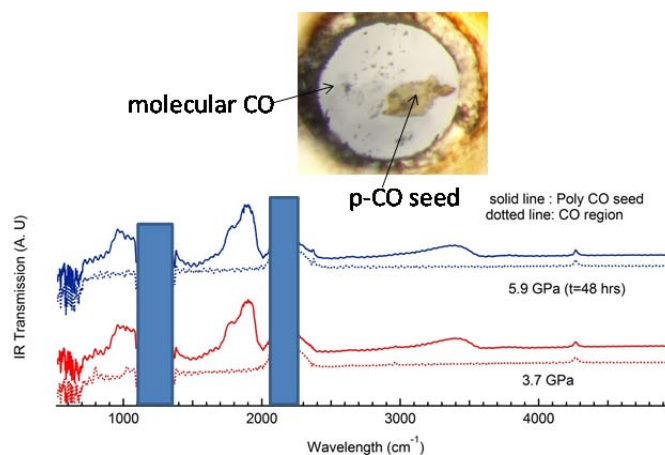 molecular CO
p-CO seed
solid line : Poly CO seed
dotted line: CO region
IR Transmission (A. U)
5.9 GPa (t=48 hrs)
3.7 GPa
1000 2000 3000 4000
Wavelength (cm⁻¹)